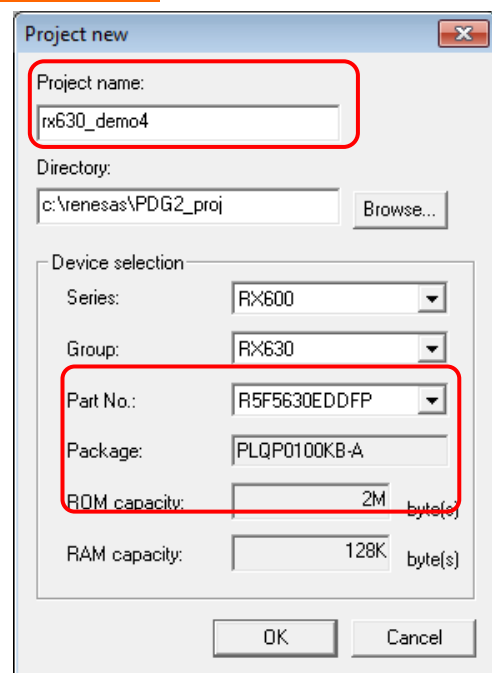 Project new
Project name:
rx630_demo4
Directory:
c:\renesas\PDG2_proj
Browse...
Device selection
Series:
RX600
Group:
RX630
Part No.:
R5F5630EDDFP
Package:
PLQP0100KB-A
ROM capacity:
2M
byte(s)
RAM capacity:
128K
byte(s)
OK
Cancel